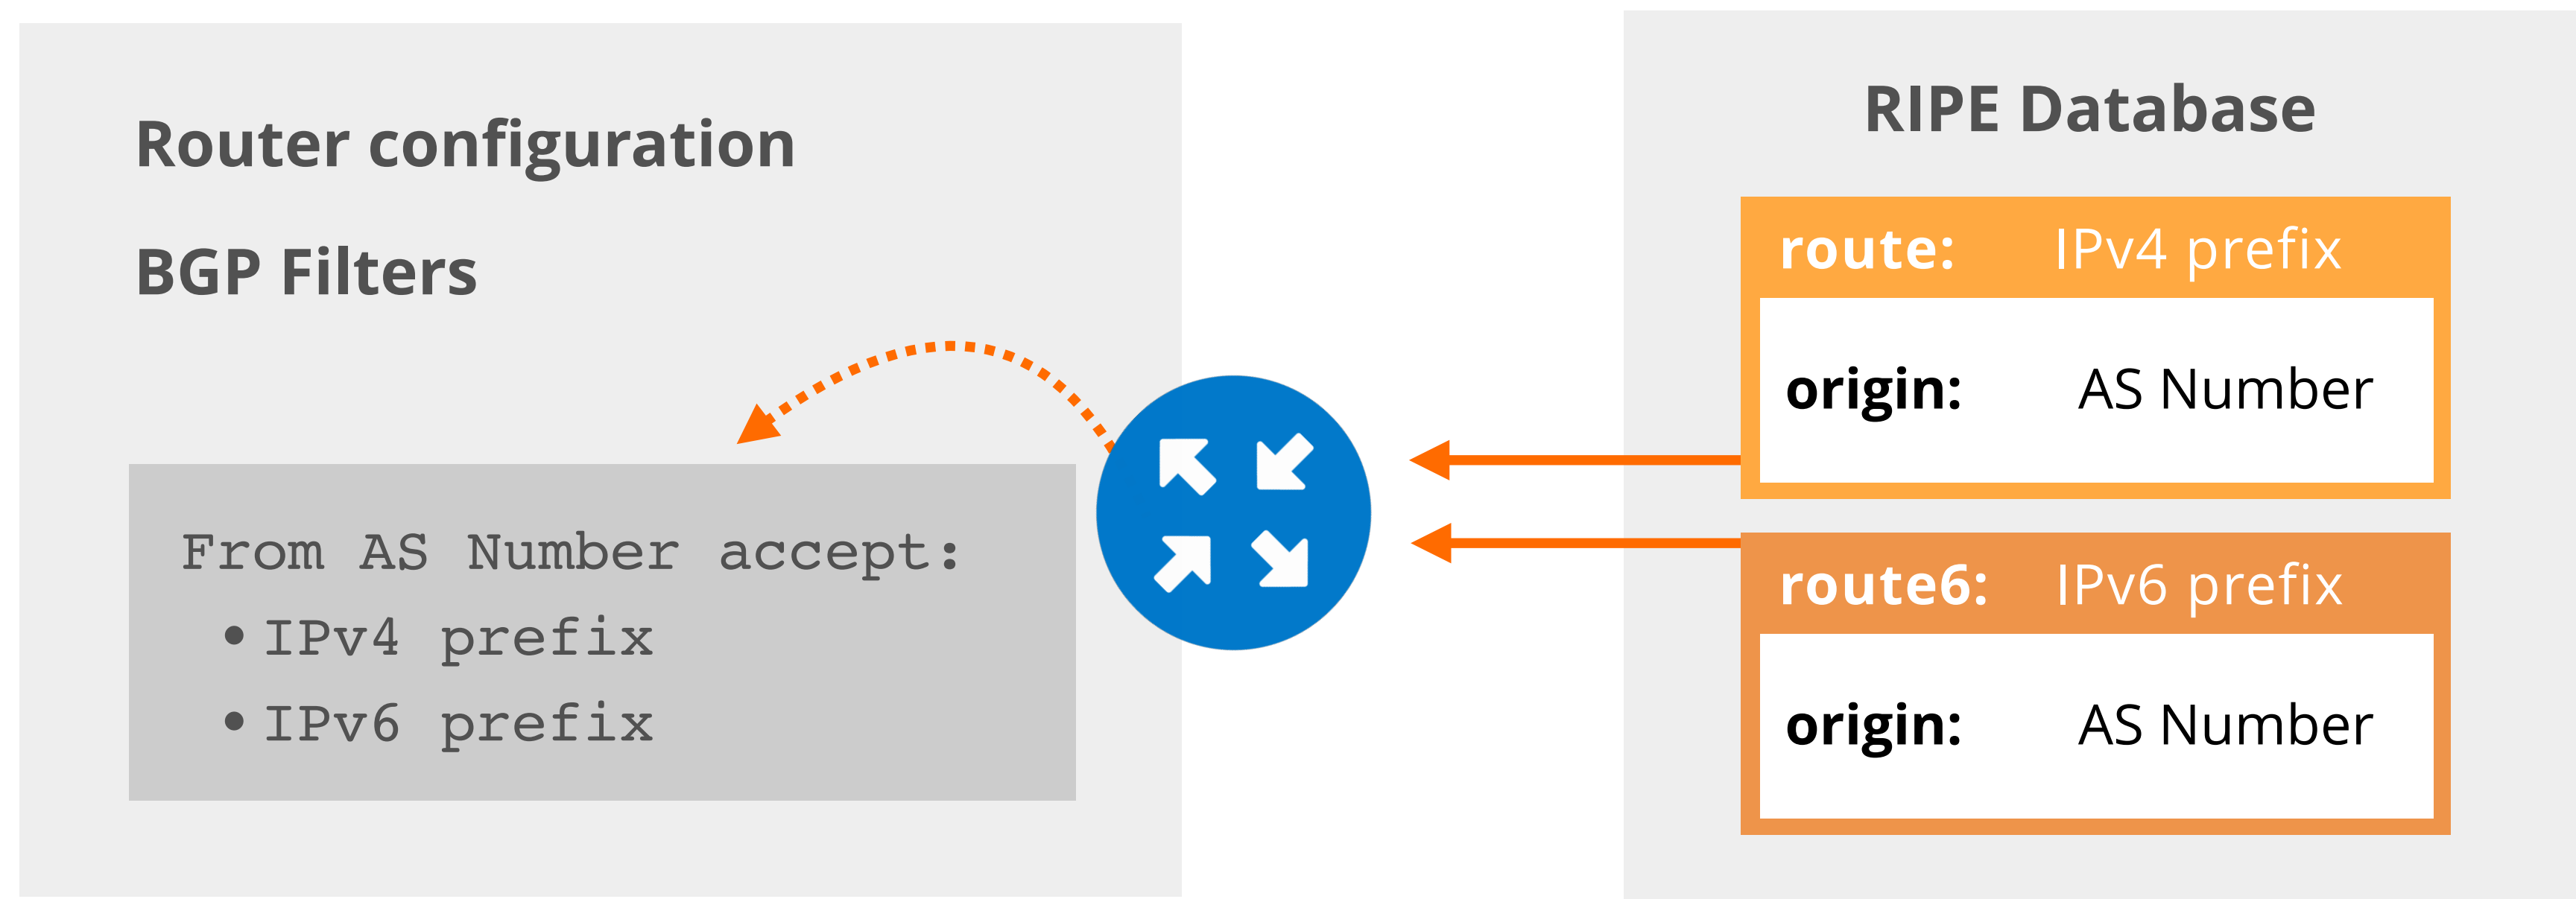 Router configuration
BGP Filters
From AS Number accept:
• IPv4 prefix
• IPv6 prefix
RIPE Database
route: IPv4 prefix
origin: AS Number
route6: IPv6 prefix
origin: AS Number